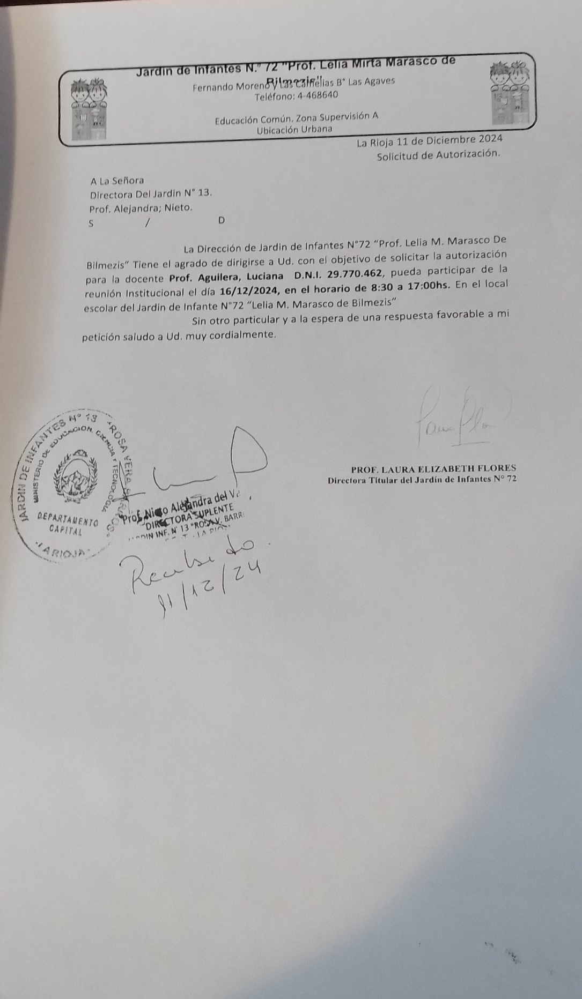 Jardin de Infantes N.° 72 "Prof. Lelia Mirta Marasco de
Bilmezis"
Fernando Moreno y Las Camelias B° Las Agaves
Teléfono: 4-468640
Educación Común. Zona Supervisión A
Ubicación Urbana
La Rioja 11 de Diciembre 2024
Solicitud de Autorización.
A La Señora
Directora Del Jardin N° 13.
Prof. Alejandra; Nieto.
S / D
La Dirección de Jardin de Infantes N°72 “Prof. Lelia M. Marasco De
Bilmezis” Tiene el agrado de dirigirse a Ud. con el objetivo de solicitar la autorización
para la docente Prof. Aguilera, Luciana D.N.I. 29.770.462, pueda participar de la
reunión Institucional el día 16/12/2024, en el horario de 8:30 a 17:00hs. En el local
escolar del Jardin de Infante N°72 “Lelia M. Marasco de Bilmezis”
Sin otro particular y a la espera de una respuesta favorable a mi
petición saludo a Ud. muy cordialmente.
PROF. LAURA ELIZABETH FLORES
Directora Titular del Jardín de Infantes N° 72
JARDIN DE INFANTES N° 13 "ROSA VERA
MINISTERIO DE EDUCACION, CIENCIA Y TECNOLOGIA
DEPARTAMENTO
CAPITAL
LA RIOJA
Prof. Nieto Alejandra del V.
DIRECTORA SUPLENTE
JARDIN INF. N° 13 "ROSA V. BARR
Recibido
11/12/24